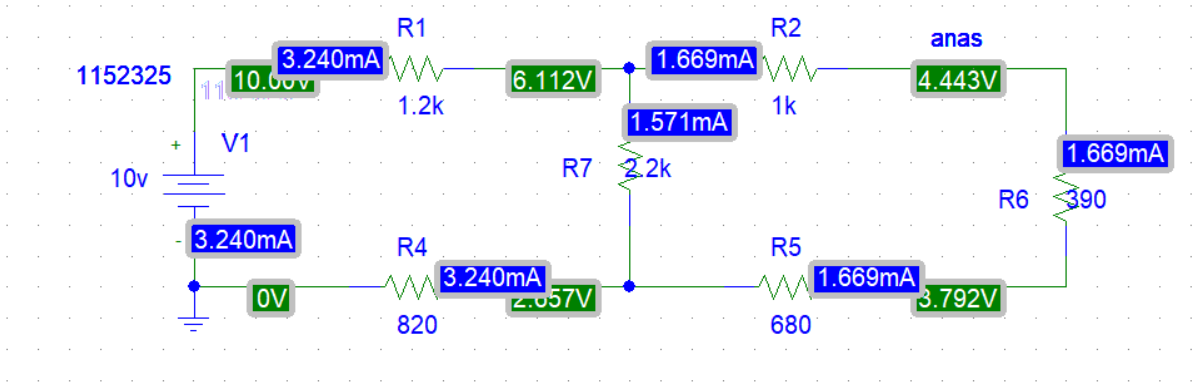 R1
R2
anas
1152325
3.240mA
1.669mA
10.00V
6.112V
4.443V
1.2k
1k
1.571mA
+
V1
1.669mA
R7
2.2k
10v
R6
390
-
3.240mA
R4
R5
3.240mA
1.669mA
0V
2.657V
3.792V
820
680